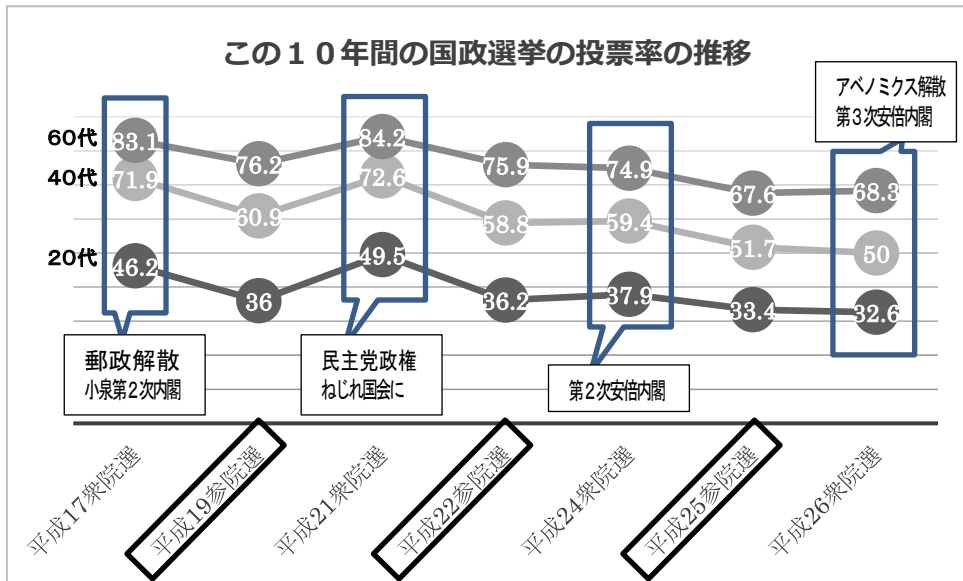 この１０年間の国政選挙の投票率の推移
アベノミクス解散
第３次安倍内閣
60代
83.1
76.2
84.2
75.9
74.9
67.6
68.3
40代
71.9
60.9
72.6
58.8
59.4
51.7
50
20代
46.2
36
49.5
36.2
37.9
33.4
32.6
郵政解散
小泉第２次内閣
民主党政権
ねじれ国会に
第２次安倍内閣
平成17衆院選
平成19参院選
平成21衆院選
平成22参院選
平成24衆院選
平成25参院選
平成26衆院選